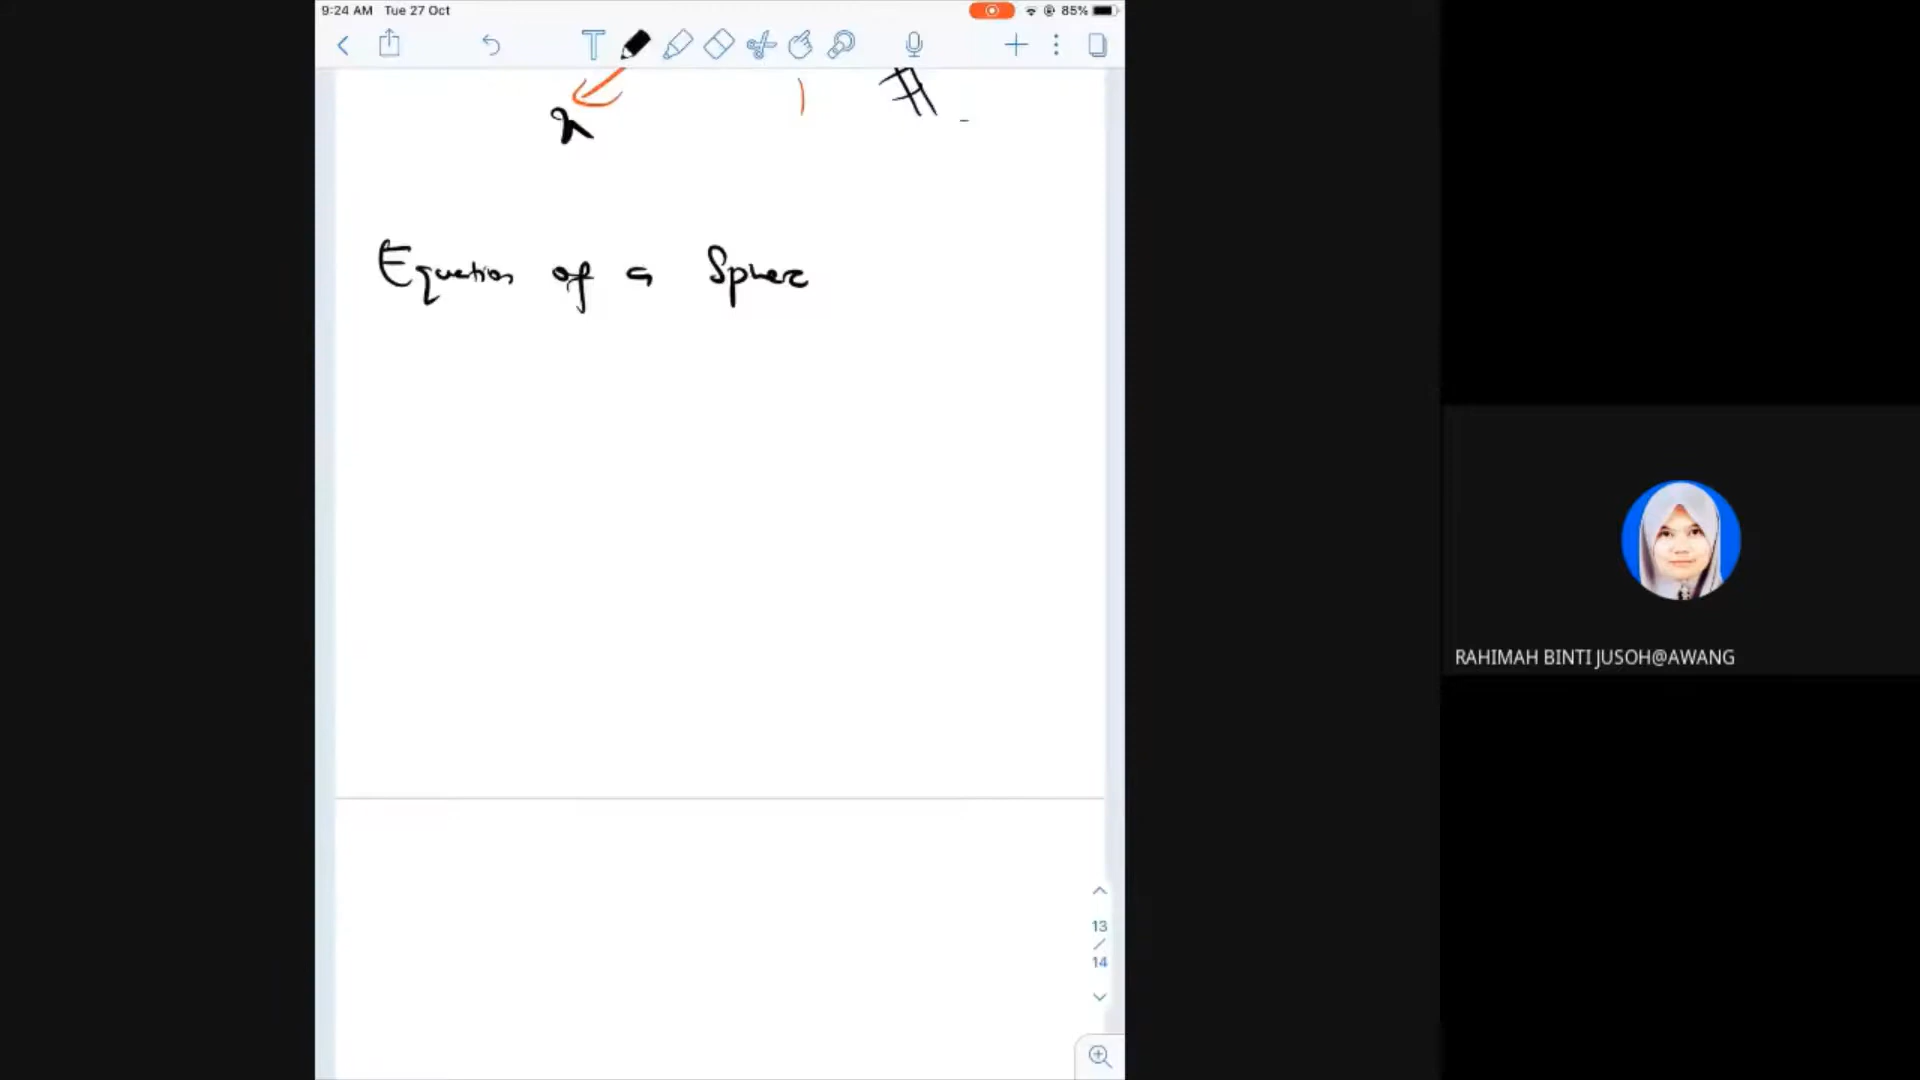 9:24 AM Tue 27 Oct
85%
T
x
#
Equation of a Sphere
13
/
14
RAHIMAH BINTI JUSOH@AWANG